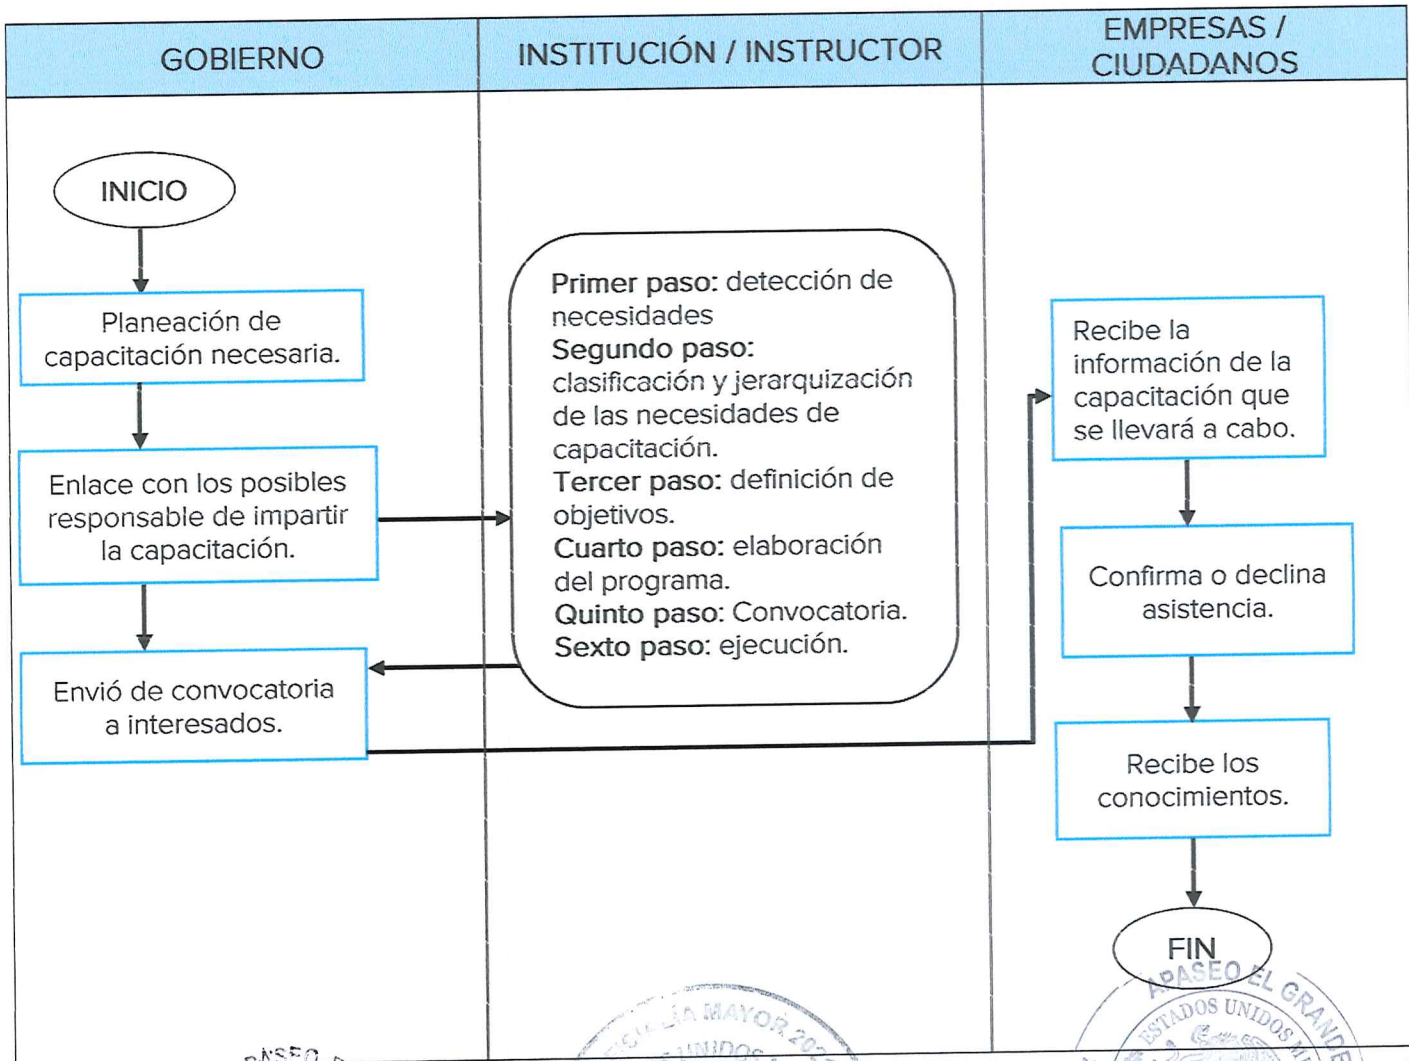 GOBIERNO
INSTITUCIÓN / INSTRUCTOR
EMPRESAS /
CIUDADANOS
INICIO
Planeación de
capacitación necesaria.
Enlace con los posibles
responsable de impartir
la capacitación.
Envió de convocatoria
a interesados.
Primer paso: detección de
necesidades
Segundo paso:
clasificación y jerarquización
de las necesidades de
capacitación.
Tercer paso: definición de
objetivos.
Cuarto paso: elaboración
del programa.
Quinto paso: Convocatoria.
Sexto paso: ejecución.
Recibe la
información de la
capacitación que
se llevará a cabo.
Confirma o declina
asistencia.
Recibe los
conocimientos.
FIN
APASEO EL GRANDE
ESTADOS UNIDOS
MAYOR
UNIDOS